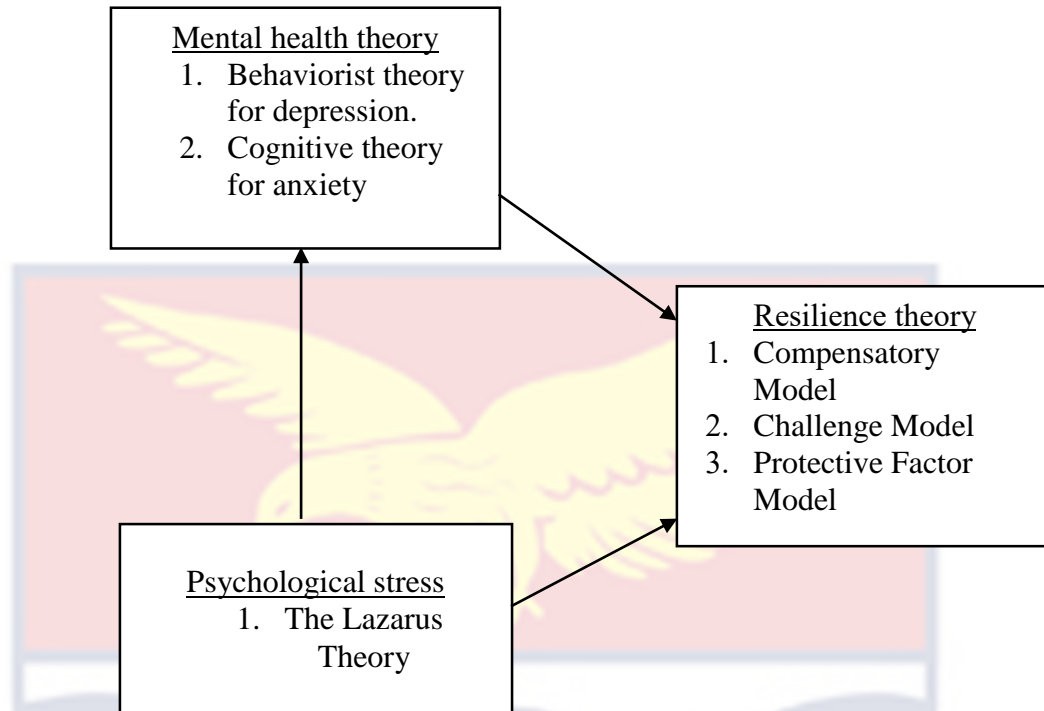 Mental health theory
1. Behaviorist theory
for depression.
2. Cognitive theory
for anxiety
Resilience theory
1. Compensatory
Model
2. Challenge Model
3. Protective Factor
Model
Psychological stress
1. The Lazarus
Theory